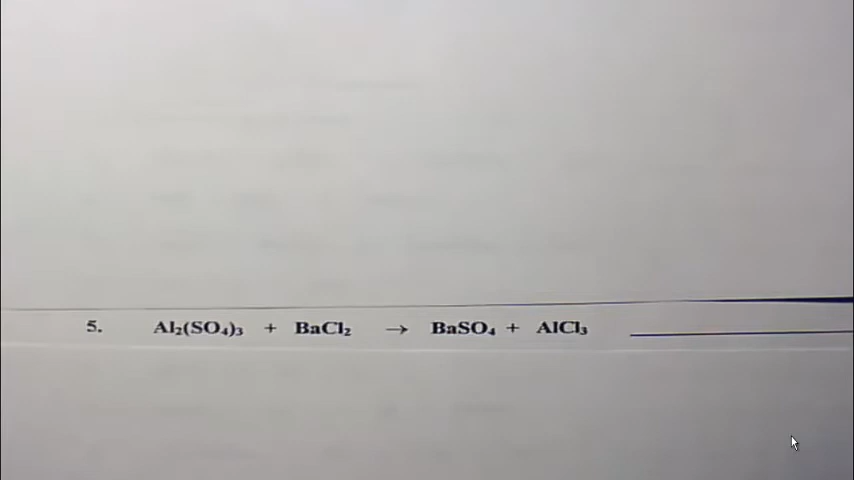 5. Al₂(SO₄)₃ + BaCl₂ → BaSO₄ + AlCl₃